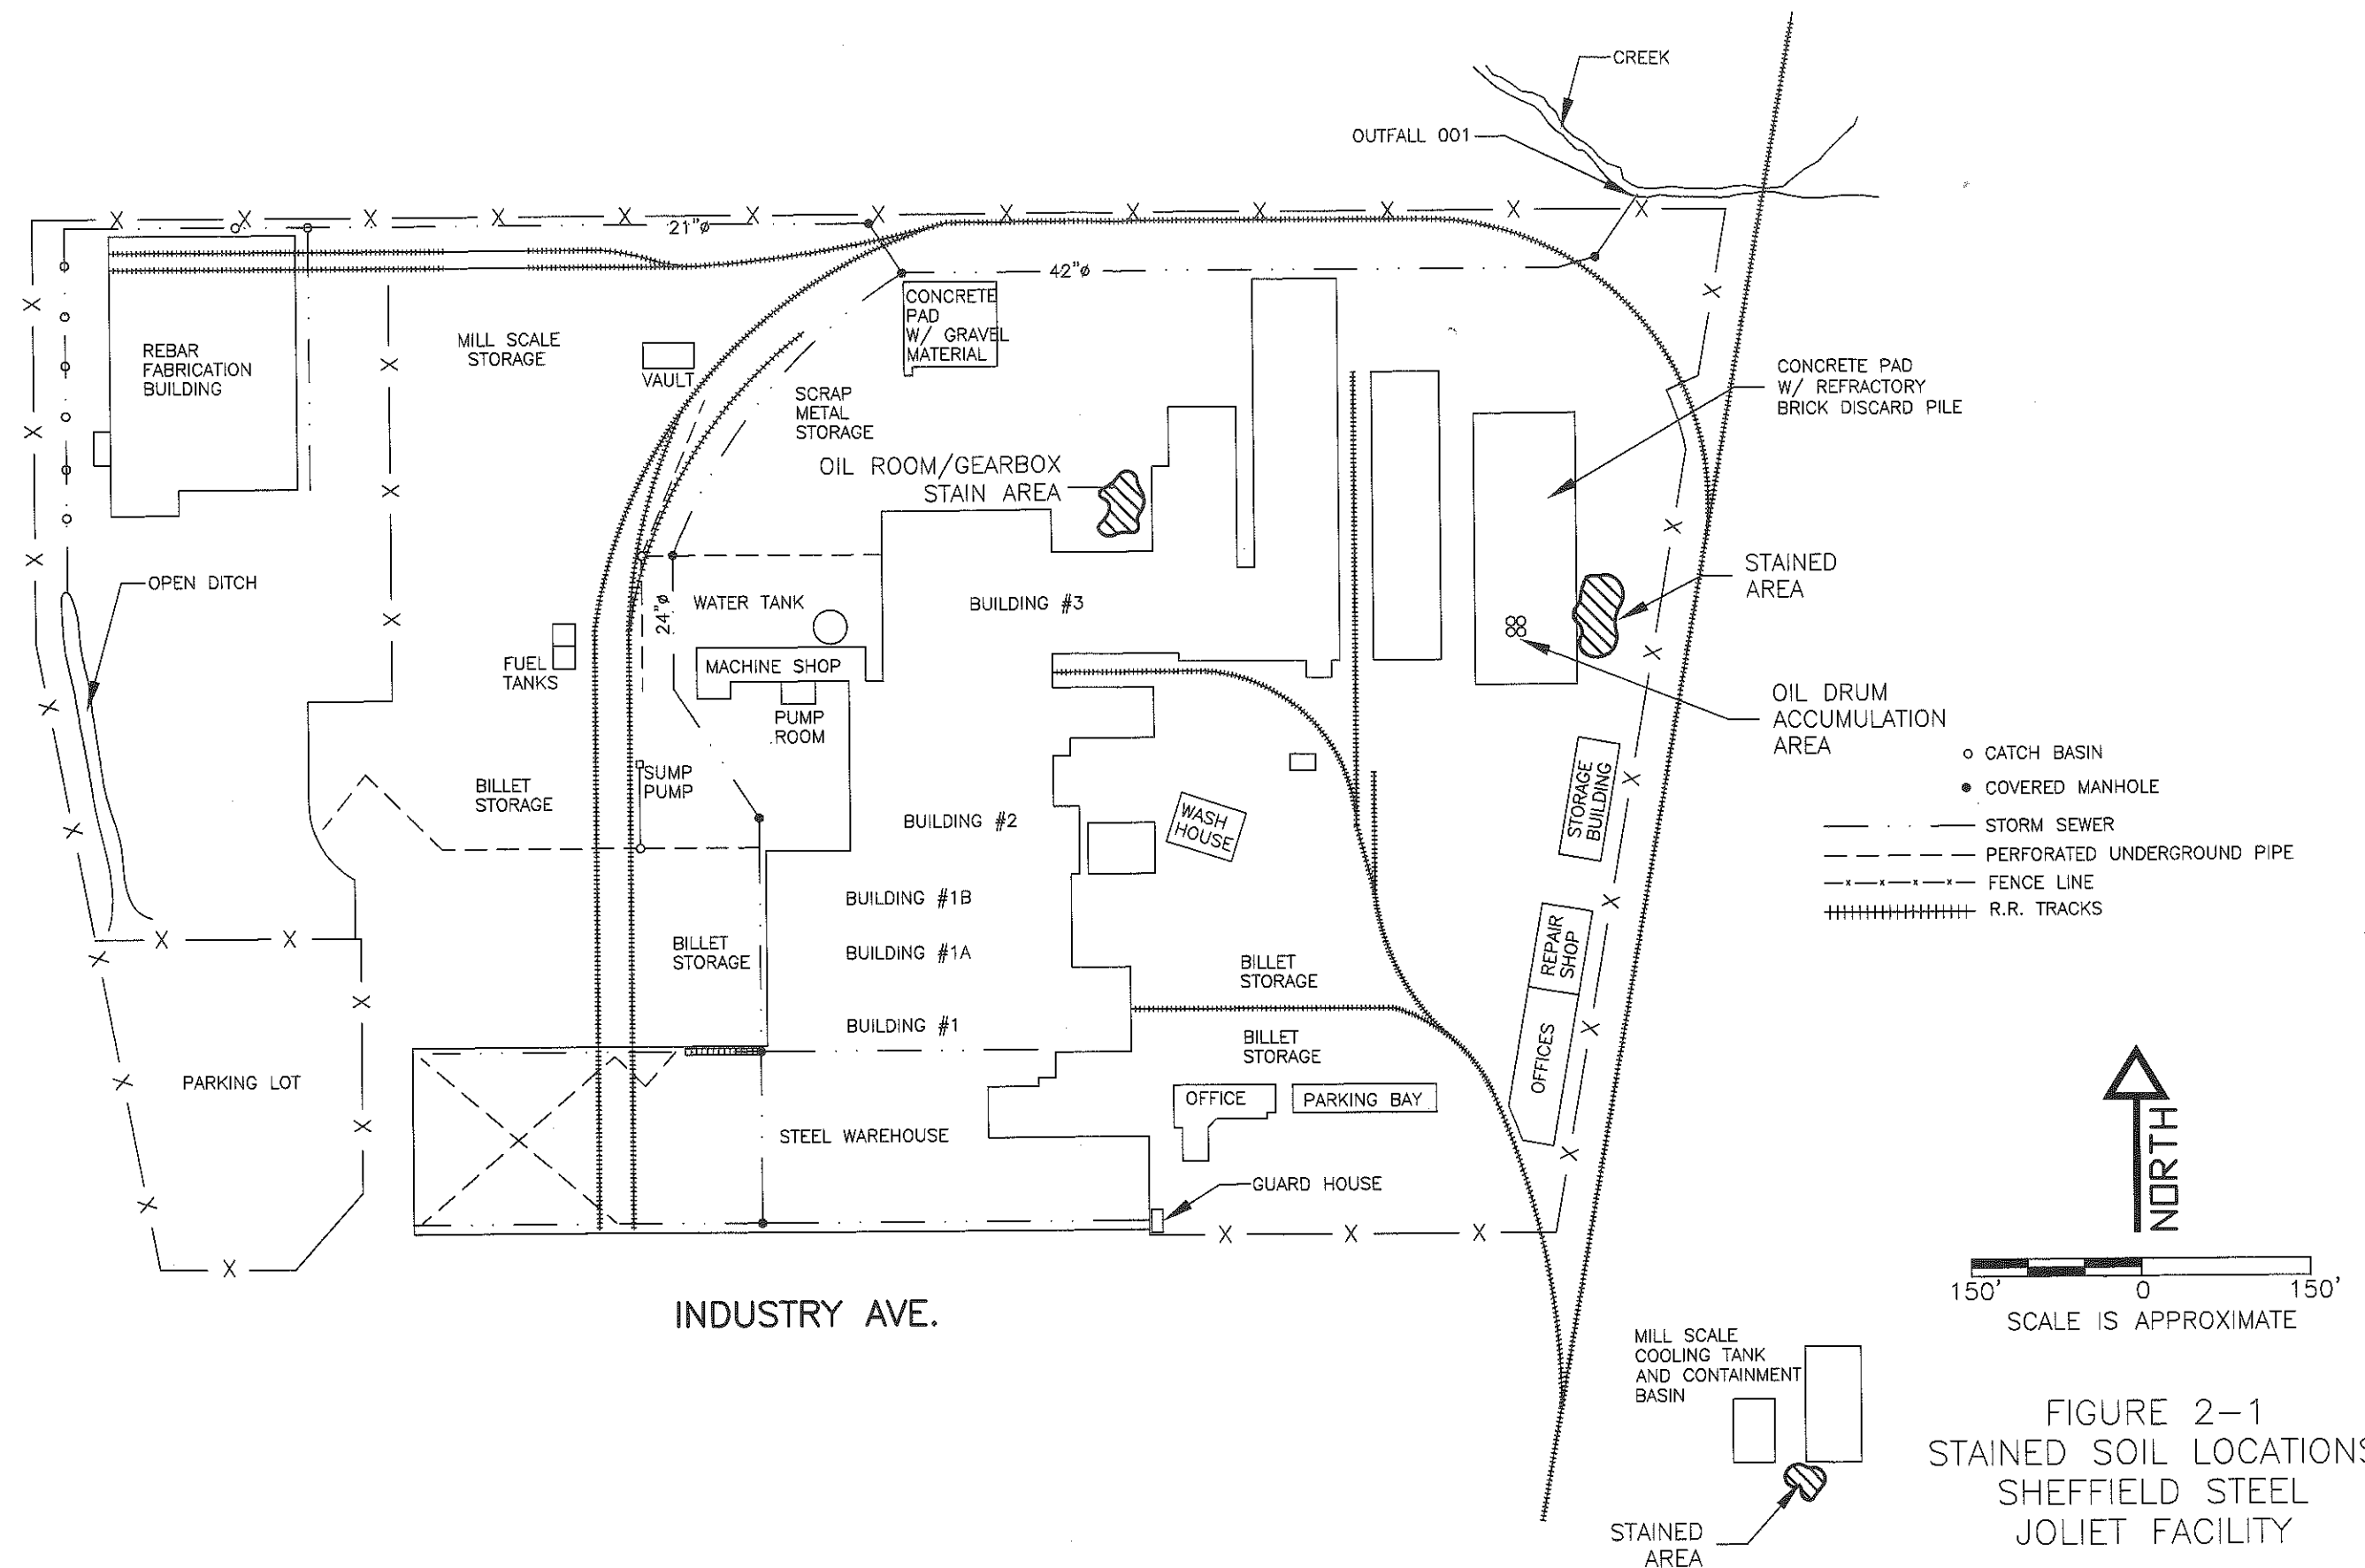 CREEK
OUTFALL 001
21"ø
42"ø
CONCRETE
PAD
W/ GRAVEL
MATERIAL
REBAR
FABRICATION
BUILDING
MILL SCALE
STORAGE
VAULT
SCRAP
METAL
STORAGE
CONCRETE PAD
W/ REFRACTORY
BRICK DISCARD PILE
OIL ROOM/GEARBOX
STAIN AREA
OPEN DITCH
24"ø
WATER TANK
BUILDING #3
STAINED
AREA
FUEL
TANKS
MACHINE SHOP
PUMP
ROOM
OIL DRUM
ACCUMULATION
AREA
BILLET
STORAGE
SUMP
PUMP
BUILDING #2
WASH
HOUSE
STORAGE
BUILDING
CATCH BASIN
COVERED MANHOLE
STORM SEWER
PERFORATED UNDERGROUND PIPE
FENCE LINE
R.R. TRACKS
BUILDING #1B
BILLET
STORAGE
BUILDING #1A
BILLET
STORAGE
REPAIR
SHOP
BUILDING #1
BILLET
STORAGE
OFFICES
PARKING LOT
OFFICE
PARKING BAY
STEEL WAREHOUSE
GUARD HOUSE
NORTH
INDUSTRY AVE.
150' 0 150'
SCALE IS APPROXIMATE
MILL SCALE
COOLING TANK
AND CONTAINMENT
BASIN
STAINED
AREA
FIGURE 2-1
STAINED SOIL LOCATIONS
SHEFFIELD STEEL
JOLIET FACILITY